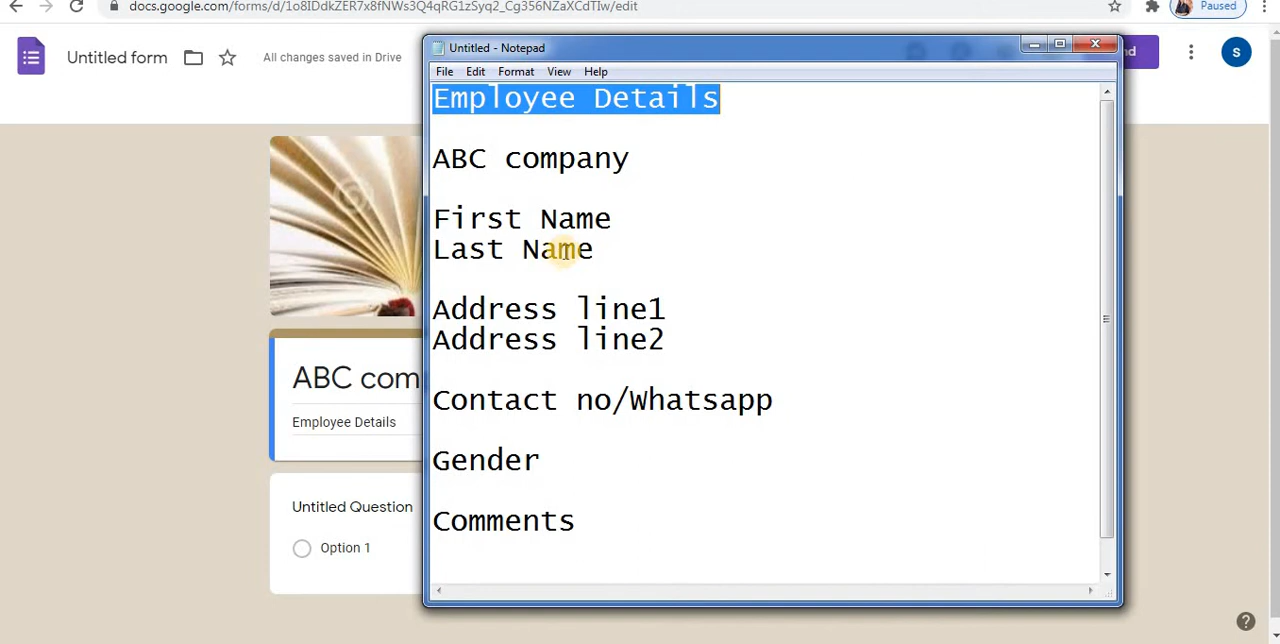 docs.google.com/forms/d/1o8IDdkZER7x8fNWs3Q4qRG1zSyq2_Cg356NZaXCdTIw/edit
Paused
Untitled form
All changes saved in Drive
nd
S
Untitled - Notepad
File Edit Format View Help
Employee Details
ABC company
First Name
Last Name
Address line1
Address line2
Contact no/Whatsapp
Gender
Comments
ABC com
Employee Details
Untitled Question
Option 1